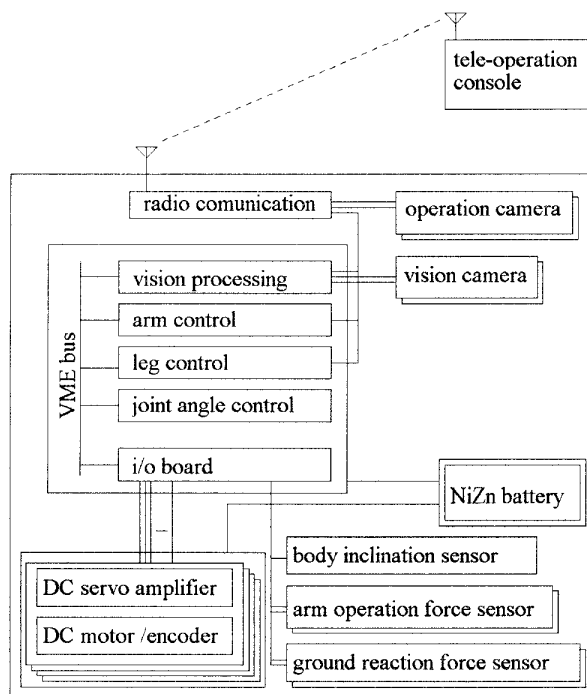 tele-operation
console
radio comunication
operation camera
vision processing
vision camera
arm control
leg control
VME bus
joint angle control
i/o board
NiZn battery
body inclination sensor
DC servo amplifier
arm operation force sensor
DC motor /encoder
ground reaction force sensor